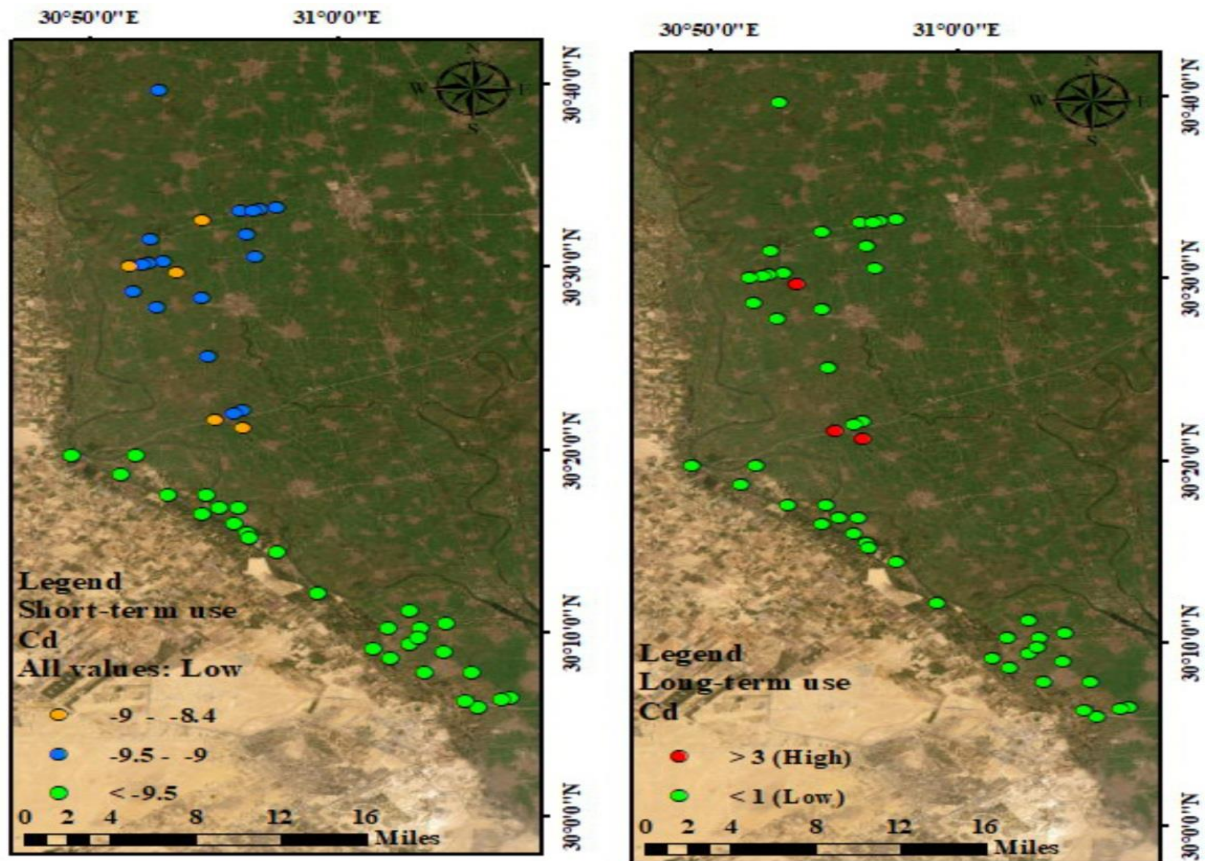 30°50'0"E
31°0'0"E
N
W
E
S
30°40'0"N
30°30'0"N
30°20'0"N
30°10'0"N
30°0'0"N
Legend
Short-term use
Cd
All values: Low
-9 - -8.4
-9.5 - -9
< -9.5
0 2 4 8 12 16
Miles
30°50'0"E
31°0'0"E
N
W
E
S
30°40'0"N
30°30'0"N
30°20'0"N
30°10'0"N
30°0'0"N
Legend
Long-term use
Cd
> 3 (High)
< 1 (Low)
0 2 4 8 12 16
Miles